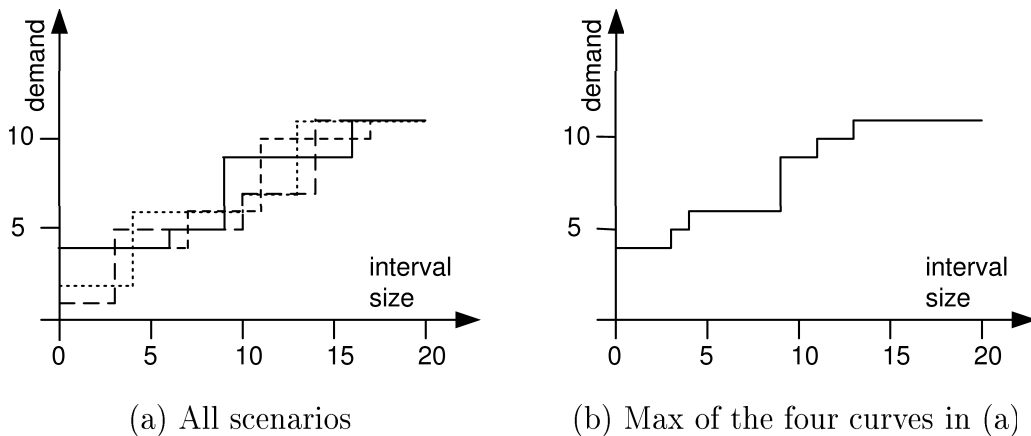 demand
10
5
interval
size
0 5 10 15 20
(a) All scenarios
demand
10
5
interval
size
0 5 10 15 20
(b) Max of the four curves in (a)